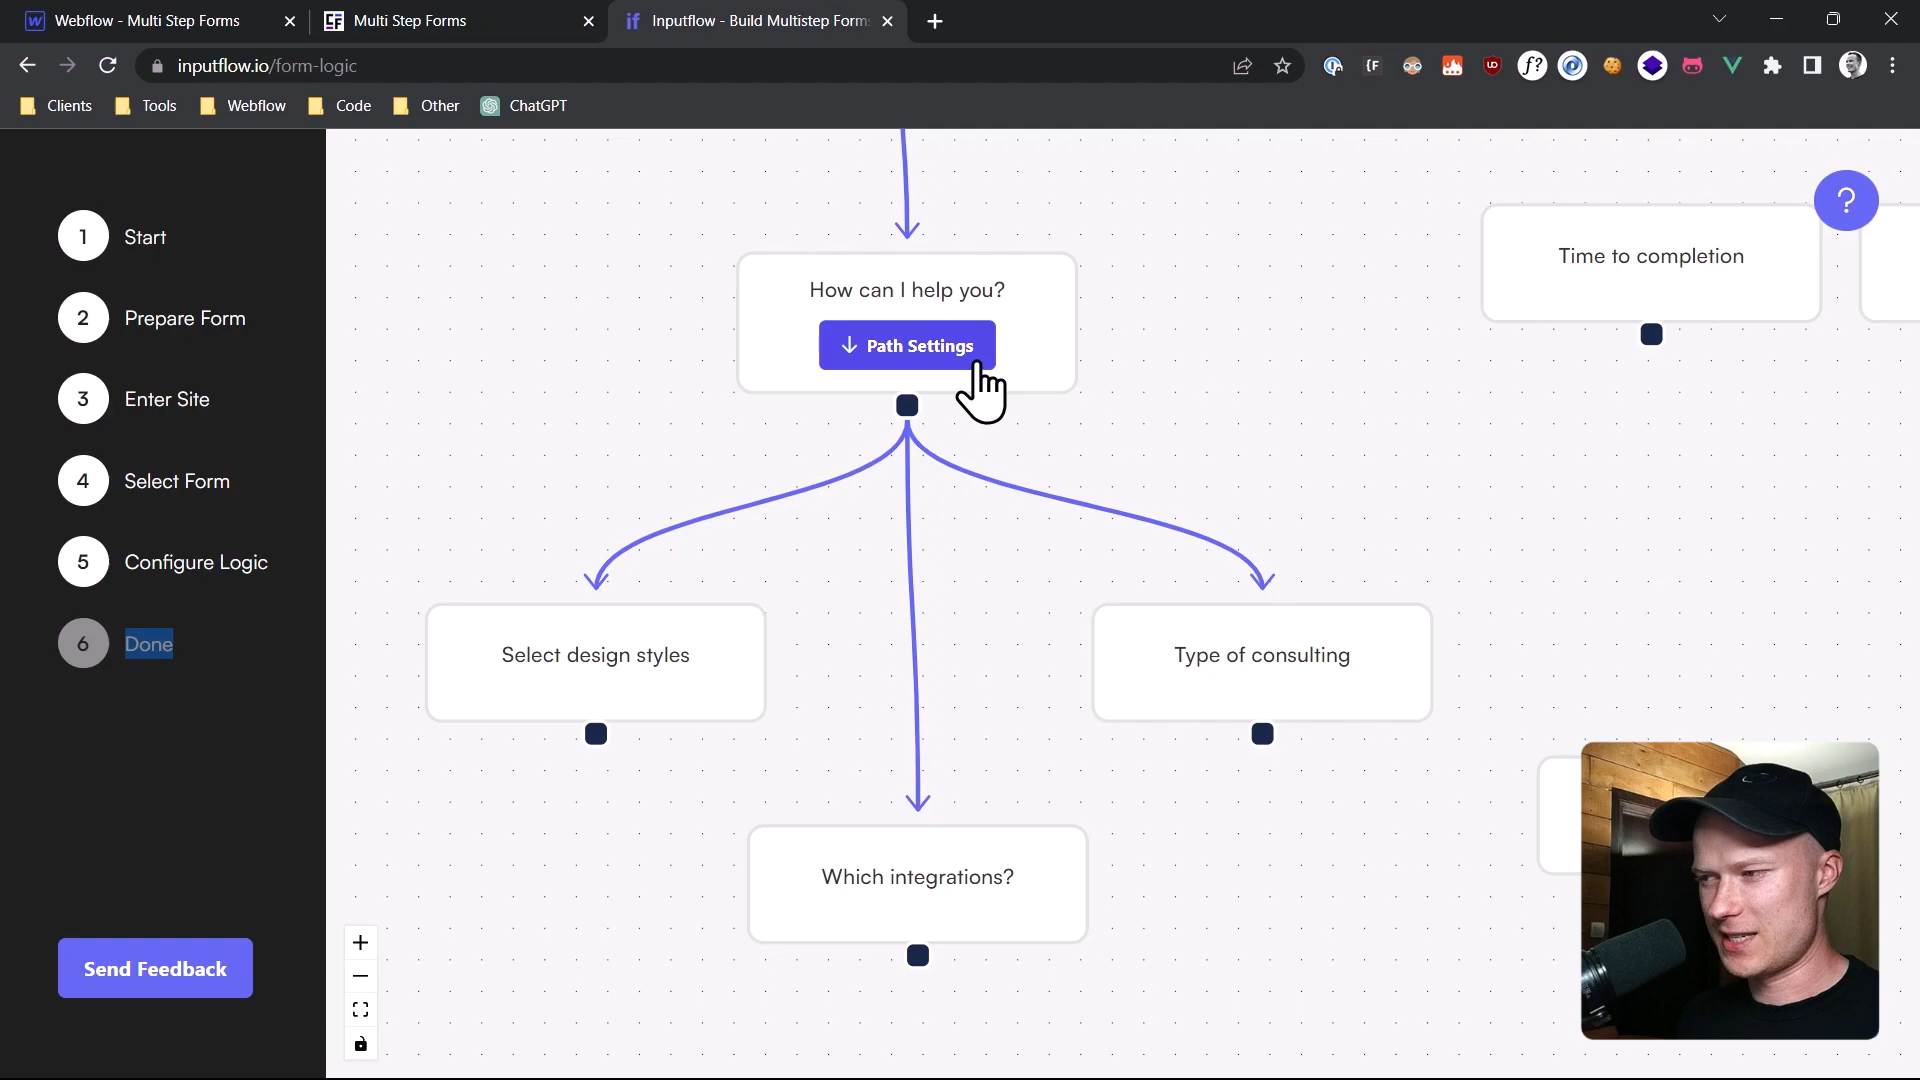 Webflow - Multi Step Forms
Multi Step Forms
if Inputflow - Build Multistep Form
inputflow.io/form-logic
Clients
Tools
Webflow
Code
Other
ChatGPT
1 Start
2 Prepare Form
3 Enter Site
4 Select Form
5 Configure Logic
6 Done
Send Feedback
?
How can I help you?
Path Settings
Time to completion
Select design styles
Type of consulting
Which integrations?